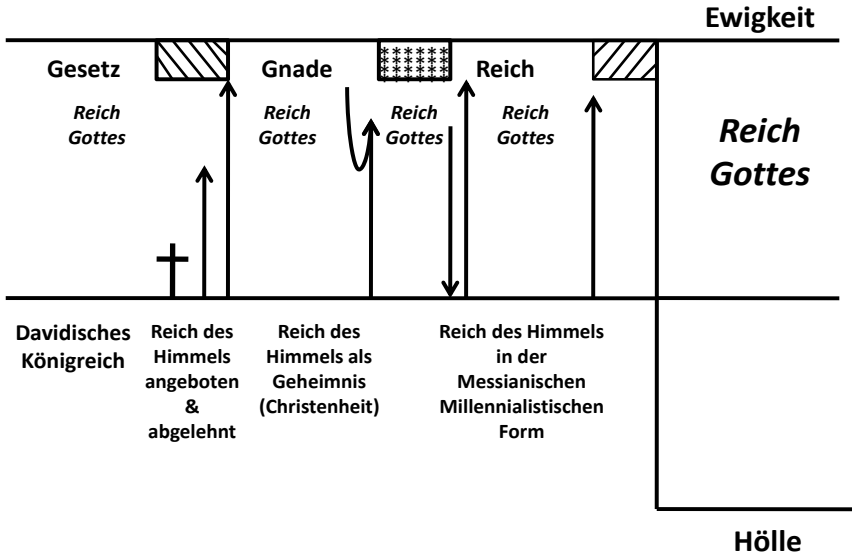 Ewigkeit
Gesetz
Gnade
Reich
Reich
Gottes
Reich
Gottes
Reich
Gottes
Reich
Gottes
Reich
Gottes
Davidisches
Königreich
Reich des
Himmels
angeboten
&
abgelehnt
Reich des
Himmels als
Geheimnis
(Christenheit)
Reich des Himmels
in der
Messianischen
Millennialistischen
Form
Hölle